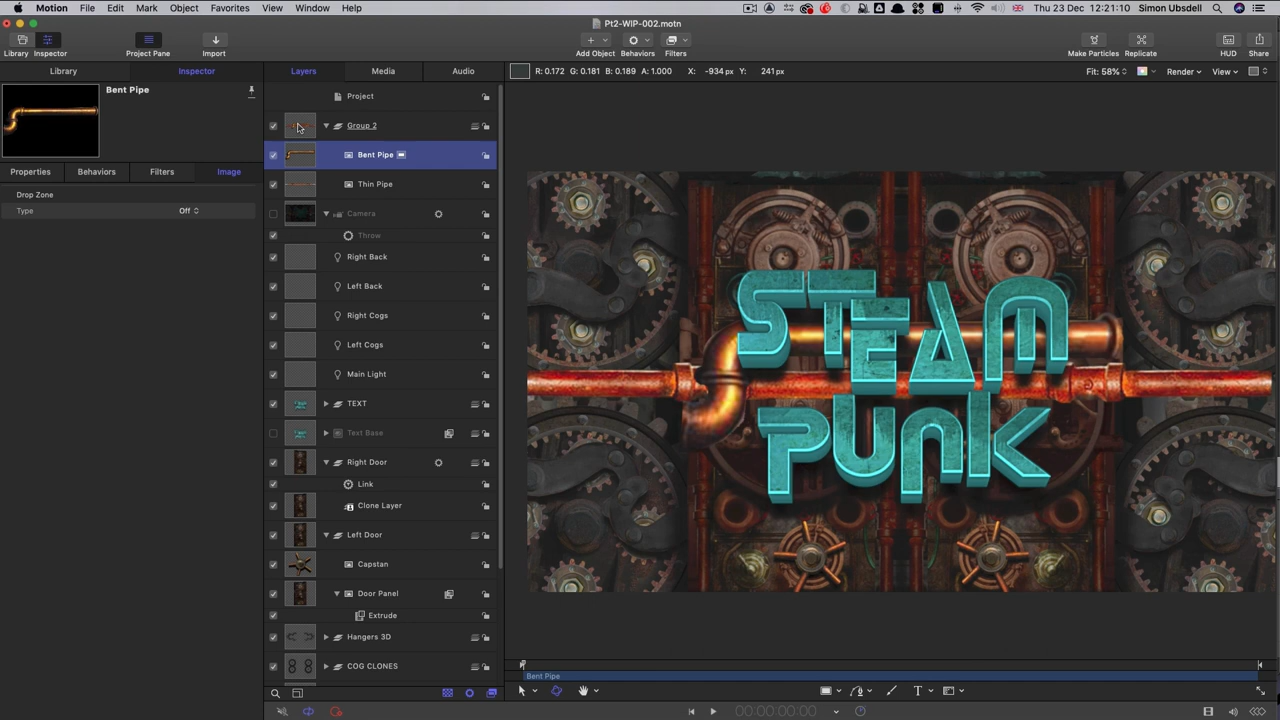 Motion File Edit Mark Object Favorites View Window Help
Thu 23 Dec 12:21:10 Simon Ubsdell
Pt2-WIP-002.motn
Library Inspector Project Pane Import Add Object Behaviors Filters Make Particles Replicate HUD Share
Library Inspector
Layers Media Audio
R: 0.172 G: 0.181 B: 0.189 A: 1.000 X: -934 px Y: 241 px
Fit: 58% Render View
Bent Pipe
Properties Behaviors Filters Image
Drop Zone
Type Off
Project
Group 2
Bent Pipe
Thin Pipe
Camera
Throw
Right Back
Left Back
Right Cogs
Left Cogs
Main Light
TEXT
Text Base
Right Door
Link
Clone Layer
Left Door
Capstan
Door Panel
Extrude
Hangers 3D
COG CLONES
STEAM
PUNK
Bent Pipe
T
00:00:00:00